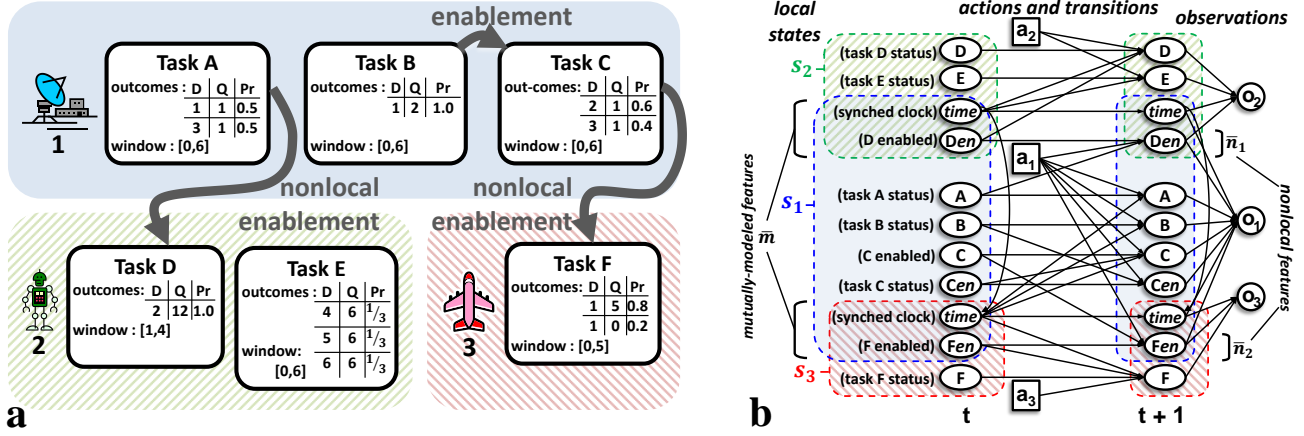 enablement
Task A
outcomes: D Q Pr
1 1 0.5
3 1 0.5
window : [0,6]
Task B
outcomes: D Q Pr
1 2 1.0
window : [0,6]
Task C
out-comes: D Q Pr
2 1 0.6
3 1 0.4
window : [0,6]
1
nonlocal
enablement
nonlocal
enablement
Task D
outcomes: D Q Pr
2 12 1.0
window : [1,4]
Task E
outcomes: D Q Pr
4 6 1/3
5 6 1/3
6 6 1/3
window:
[0,6]
2
Task F
outcomes: D Q Pr
1 5 0.8
1 0 0.2
window : [0,5]
3
a
local
states
actions and transitions
observations
a2
s2
(task D status) D D
(task E status) E E
o2
(synched clock) time time
(D enabled) Den Den
n̄1
a1
s1
(task A status) A A
(task B status) B B
o1
(C enabled) C C
(task C status) Cen Cen
o3
(synched clock) time time
(F enabled) Fen Fen
n̄2
s3
(task F status) F F
a3
m̄
mutually-modeled features
nonlocal features
t
t + 1
b